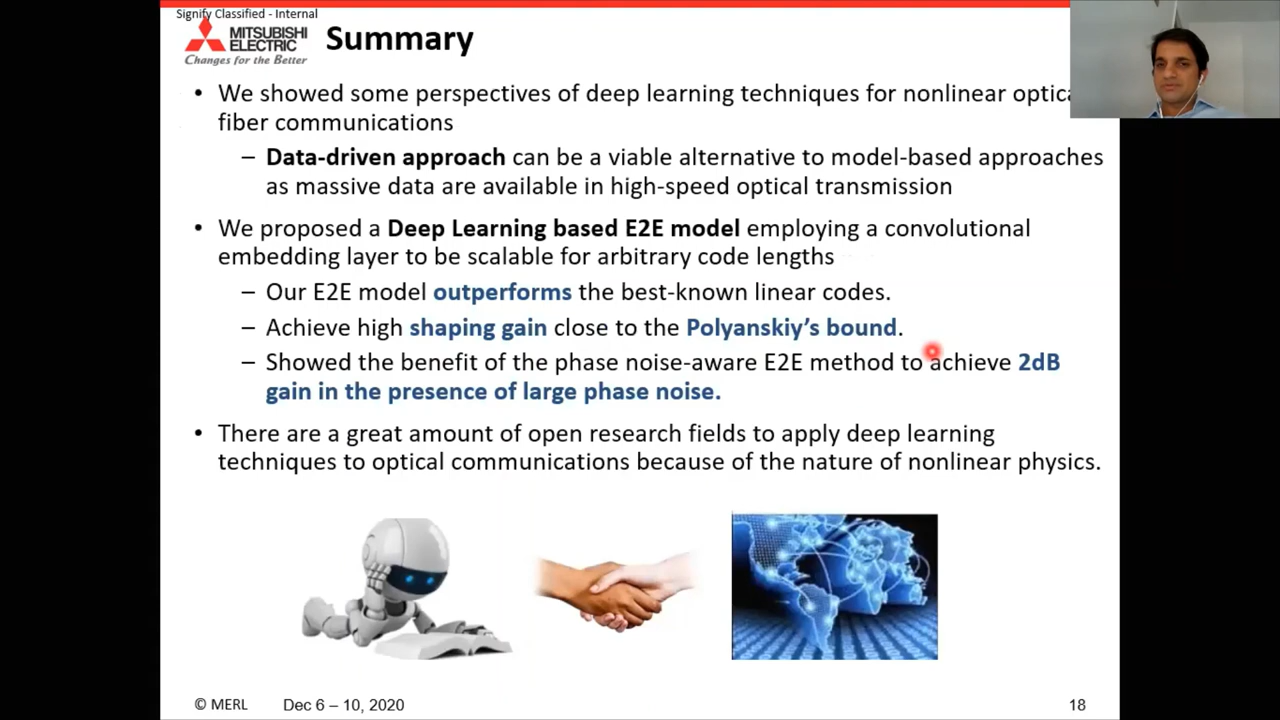 Signify Classified - Internal
MITSUBISHI
ELECTRIC
Changes for the Better
Summary
• We showed some perspectives of deep learning techniques for nonlinear optica
fiber communications
– Data-driven approach can be a viable alternative to model-based approaches
as massive data are available in high-speed optical transmission
• We proposed a Deep Learning based E2E model employing a convolutional
embedding layer to be scalable for arbitrary code lengths
– Our E2E model outperforms the best-known linear codes.
– Achieve high shaping gain close to the Polyanskiy's bound.
– Showed the benefit of the phase noise-aware E2E method to achieve 2dB
gain in the presence of large phase noise.
• There are a great amount of open research fields to apply deep learning
techniques to optical communications because of the nature of nonlinear physics.
© MERL Dec 6 – 10, 2020 18